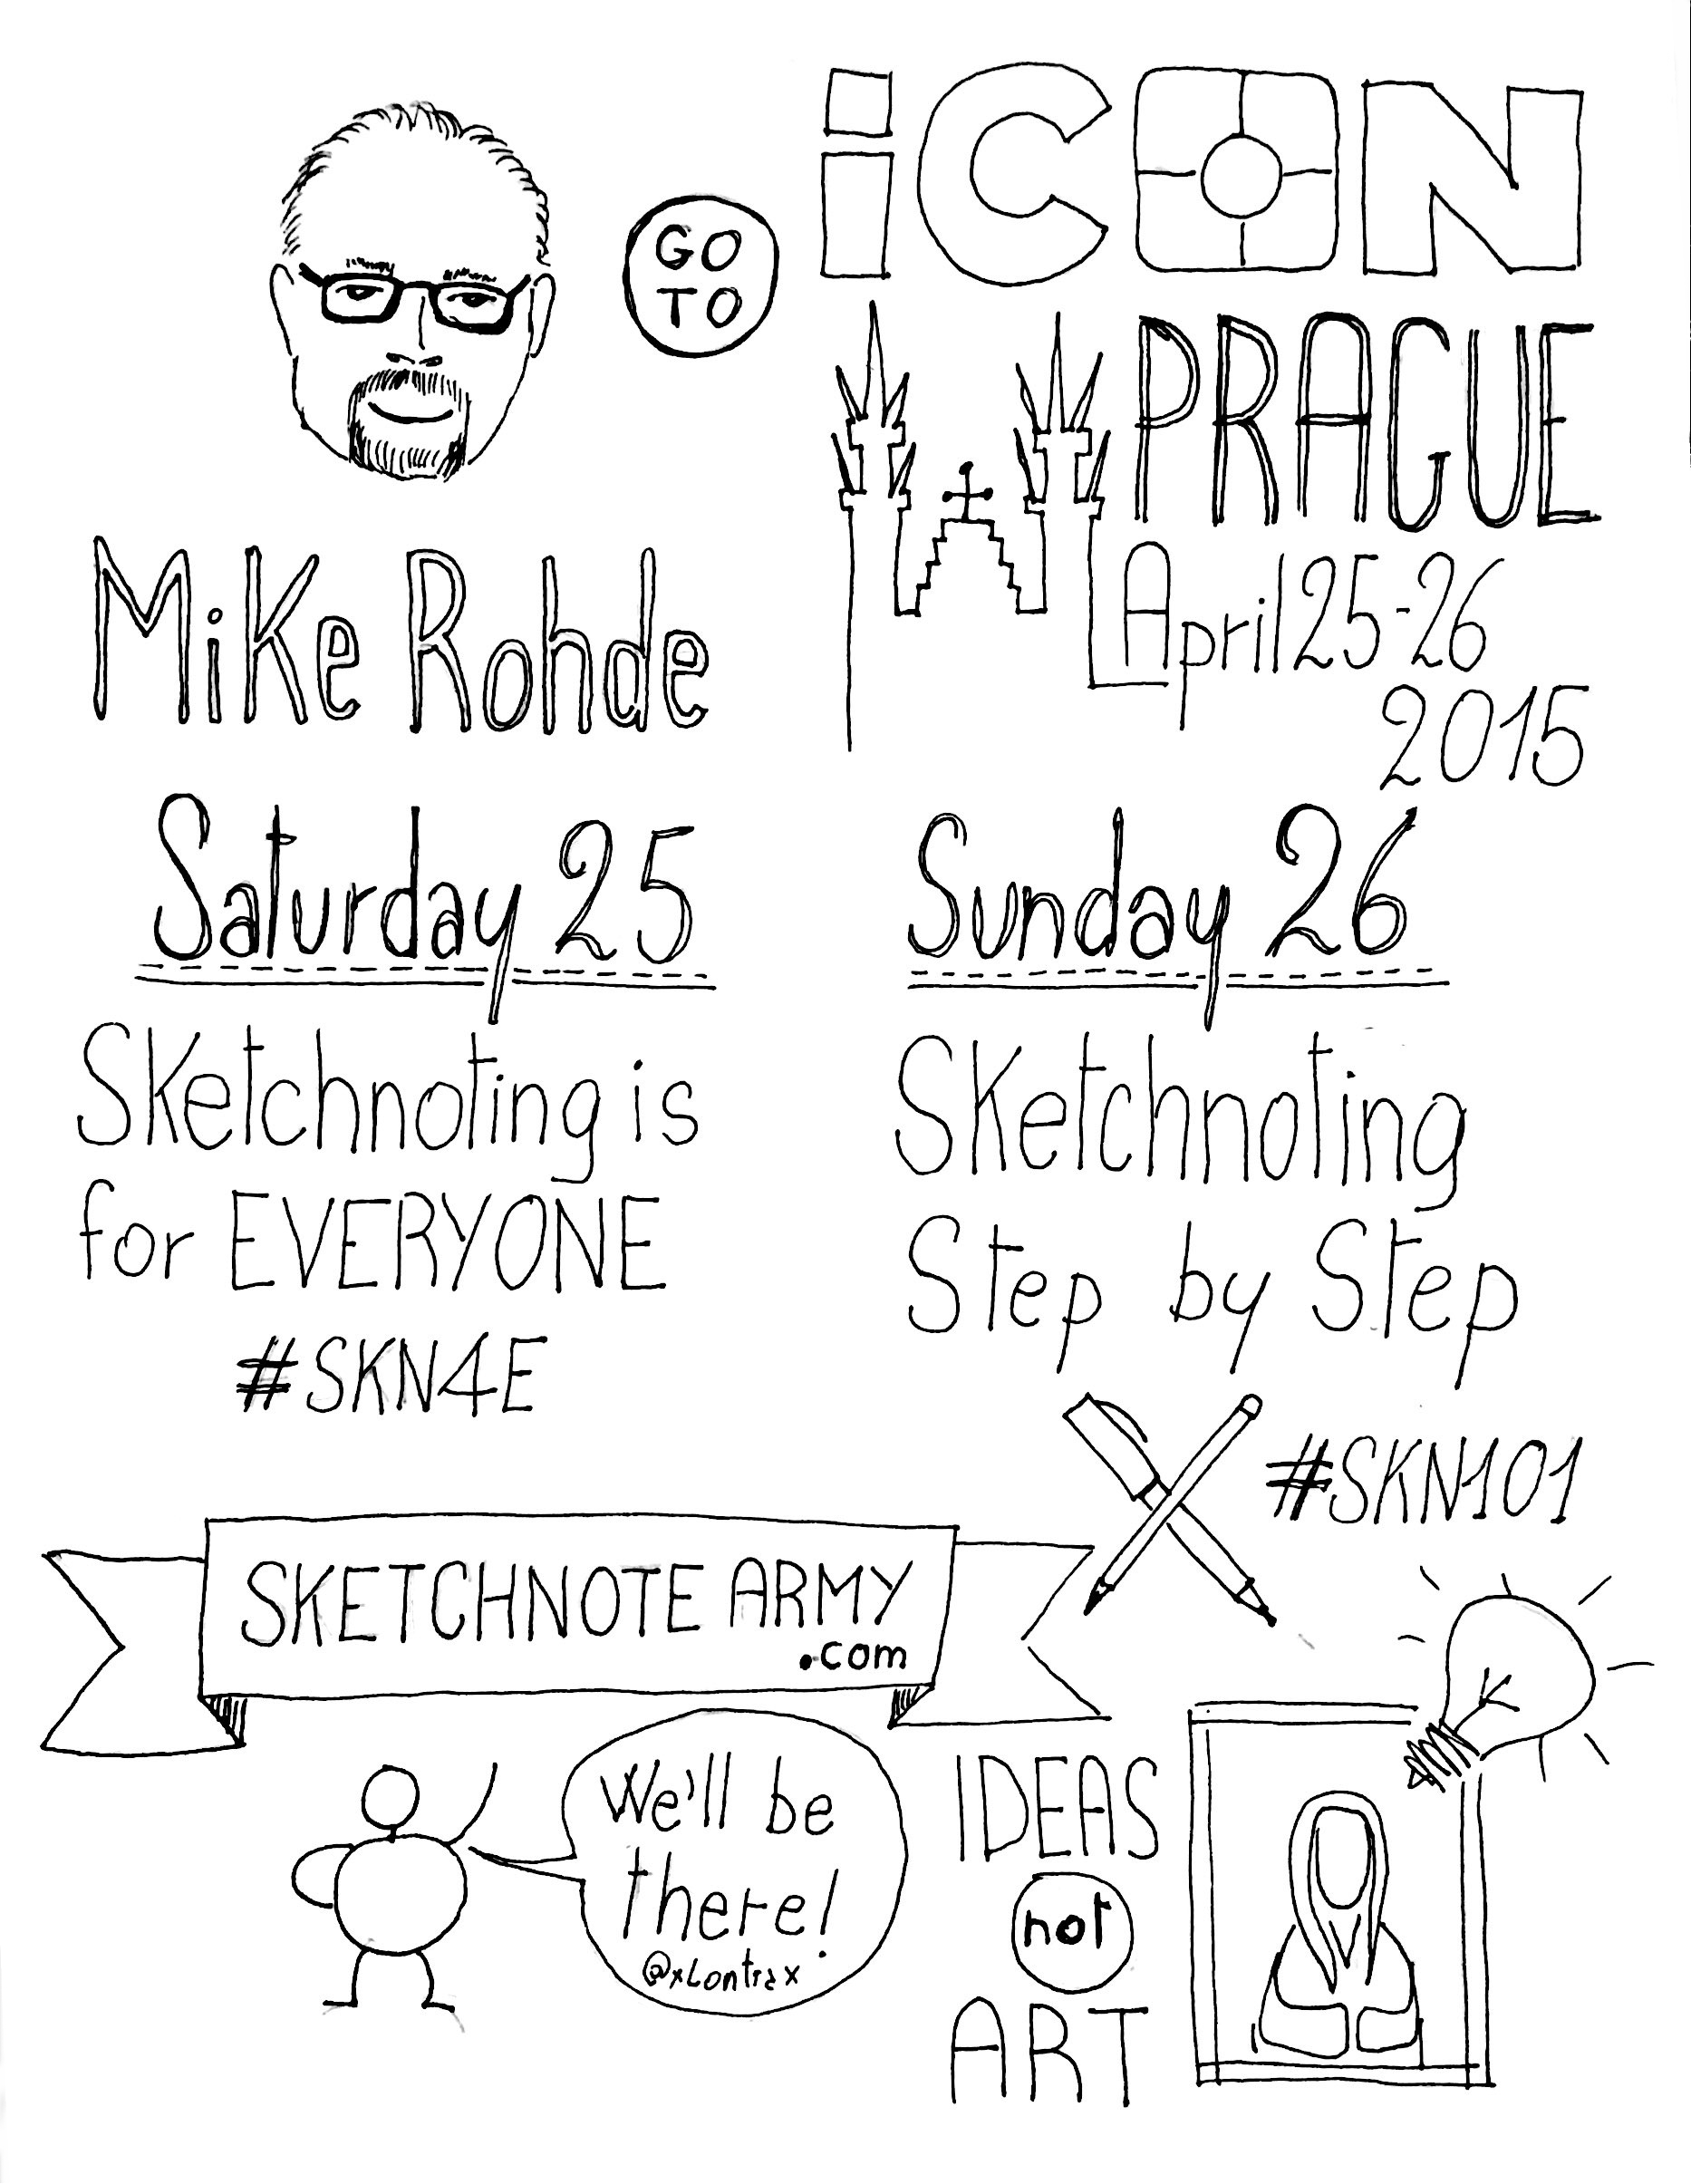 GO
TO
iCON
PRAGUE
April 25-26
2015
Mike Rohde
Saturday 25
Sketchnoting is
for EVERYONE
#SKN4E
Sunday 26
Sketchnoting
Step by Step
#SKN101
SKETCHNOTE ARMY
.com
We'll be
there!
@xLontrax
IDEAS
not
ART